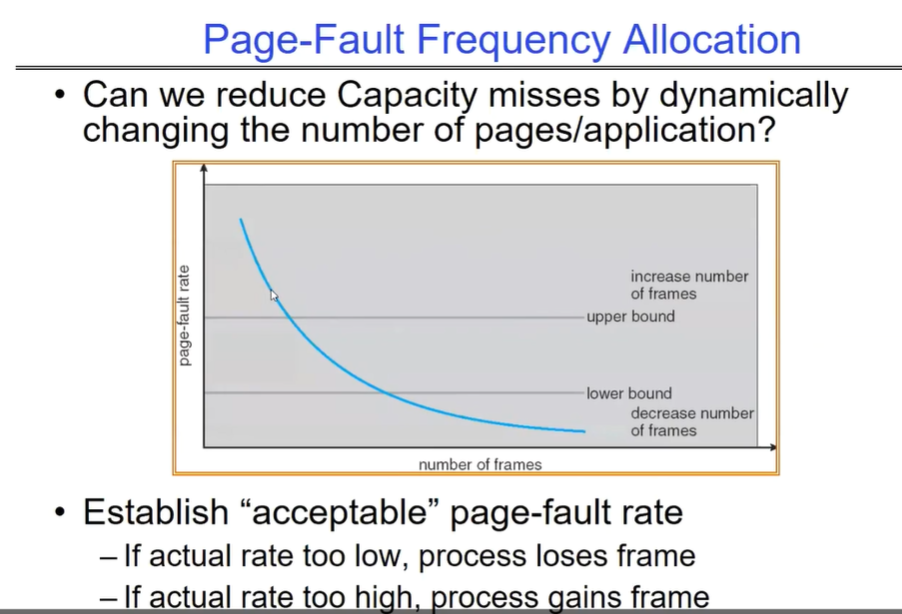 Page-Fault Frequency Allocation
• Can we reduce Capacity misses by dynamically
changing the number of pages/application?
page-fault rate
increase number
of frames
upper bound
lower bound
decrease number
of frames
number of frames
• Establish “acceptable” page-fault rate
– If actual rate too low, process loses frame
– If actual rate too high, process gains frame